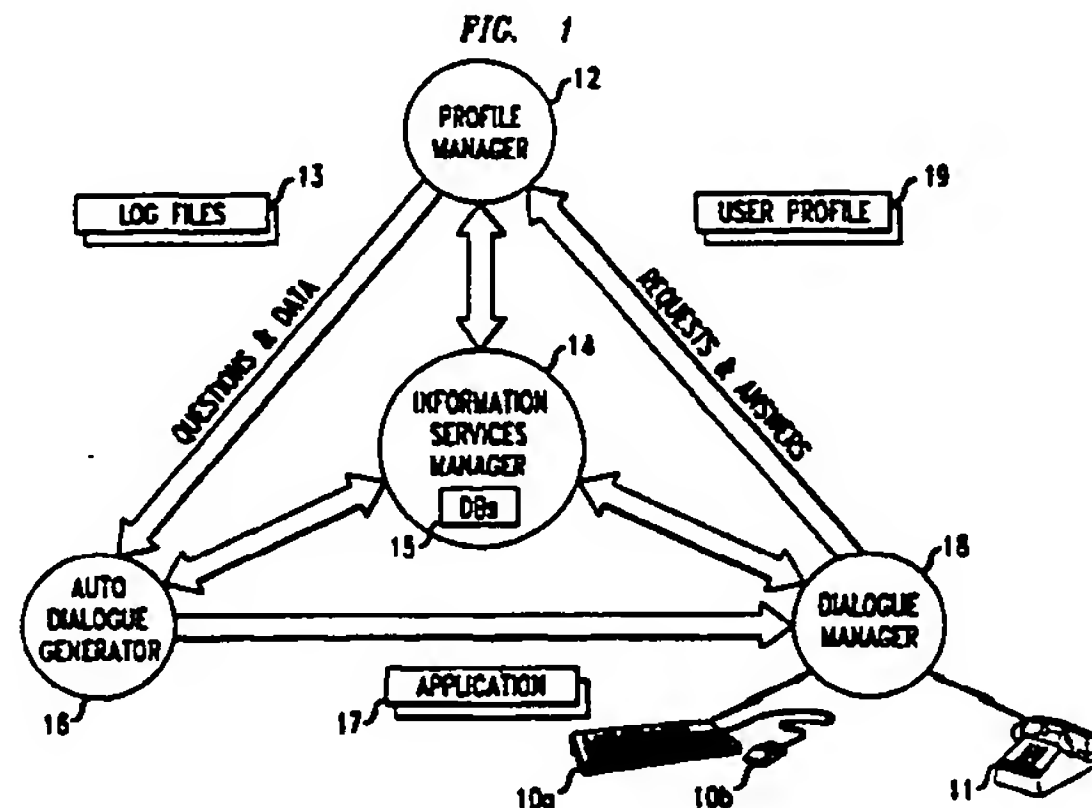 FIG. 1
12
PROFILE
MANAGER
13
LOG FILES
19
USER PROFILE
QUESTIONS & DATA
REQUESTS & ANSWERS
14
INFORMATION
SERVICES
MANAGER
DBs
15
18
AUTO
DIALOGUE
GENERATOR
16
DIALOGUE
MANAGER
APPLICATION
17
10a
10b
11